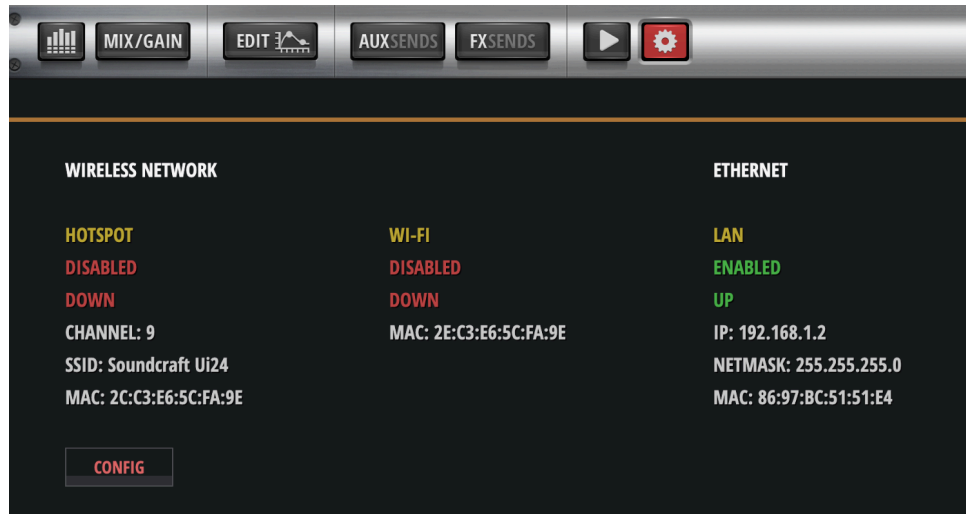 MIX/GAIN EDIT AUXSENDS FXSENDS
WIRELESS NETWORK
HOTSPOT
DISABLED
DOWN
CHANNEL: 9
SSID: Soundcraft Ui24
MAC: 2C:C3:E6:5C:FA:9E
CONFIG
WI-FI
DISABLED
DOWN
MAC: 2E:C3:E6:5C:FA:9E
ETHERNET
LAN
ENABLED
UP
IP: 192.168.1.2
NETMASK: 255.255.255.0
MAC: 86:97:BC:51:51:E4